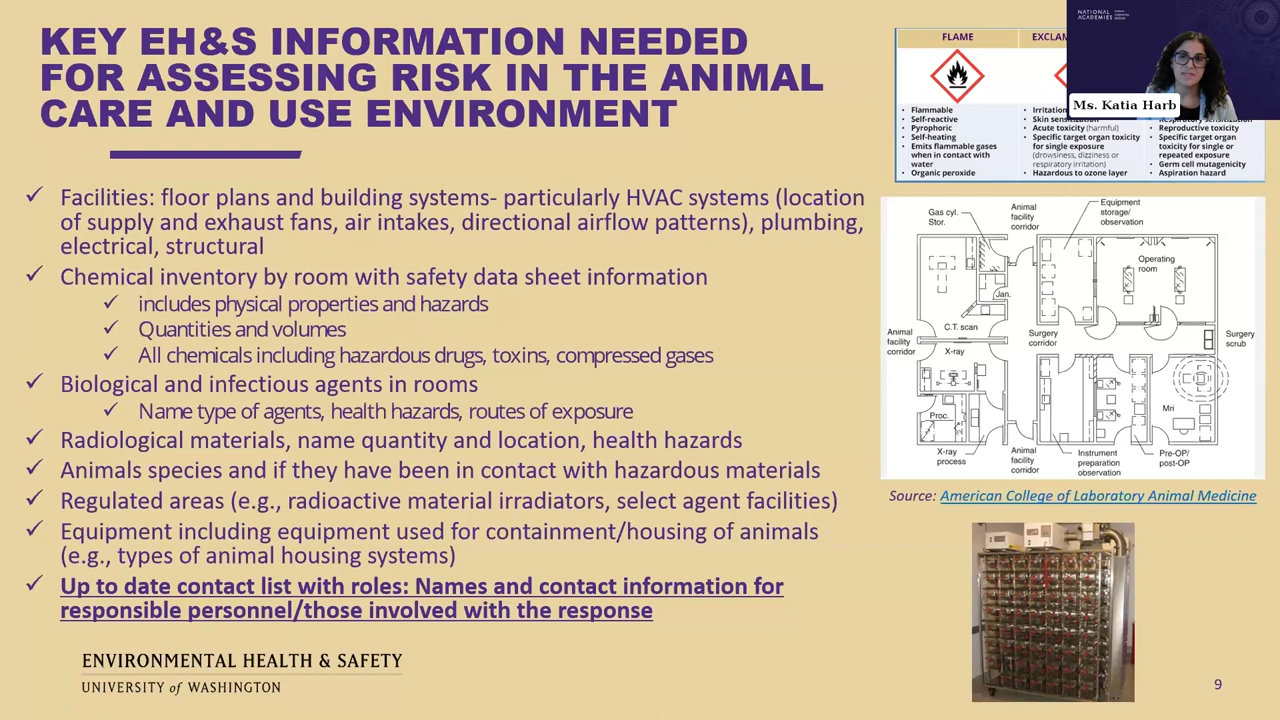 KEY EH&S INFORMATION NEEDED
FOR ASSESSING RISK IN THE ANIMAL
CARE AND USE ENVIRONMENT
Facilities: floor plans and building systems- particularly HVAC systems (location
of supply and exhaust fans, air intakes, directional airflow patterns), plumbing,
electrical, structural
Chemical inventory by room with safety data sheet information
includes physical properties and hazards
Quantities and volumes
All chemicals including hazardous drugs, toxins, compressed gases
Biological and infectious agents in rooms
Name type of agents, health hazards, routes of exposure
Radiological materials, name quantity and location, health hazards
Animals species and if they have been in contact with hazardous materials
Regulated areas (e.g., radioactive material irradiators, select agent facilities)
Equipment including equipment used for containment/housing of animals
(e.g., types of animal housing systems)
Up to date contact list with roles: Names and contact information for
responsible personnel/those involved with the response
ENVIRONMENTAL HEALTH & SAFETY
UNIVERSITY of WASHINGTON
FLAME
Flammable
Self-reactive
Pyrophoric
Self-heating
Emits flammable gases
when in contact with
water
Organic peroxide
EXCLAM
Irritation
Skin sensitization
Acute toxicity (harmful)
Specific target organ toxicity
for single exposure
(drowsiness, dizziness or
respiratory irritation)
Hazardous to ozone layer
Respiratory sensitization
Reproductive toxicity
Specific target organ
toxicity for single or
repeated exposure
Germ cell mutagenicity
Aspiration hazard
NATIONAL
ACADEMIES
Ms. Katia Harb
Gas cyl.
Stor.
Animal
facility
corridor
Equipment
storage/
observation
Operating
room
Jan.
C.T. scan
Animal
facility
corridor
X-ray
Surgery
corridor
Surgery
scrub
Proc.
Mri
X-ray
process
Animal
facility
corridor
Instrument
preparation
observation
Pre-OP/
post-OP
Source: American College of Laboratory Animal Medicine
9